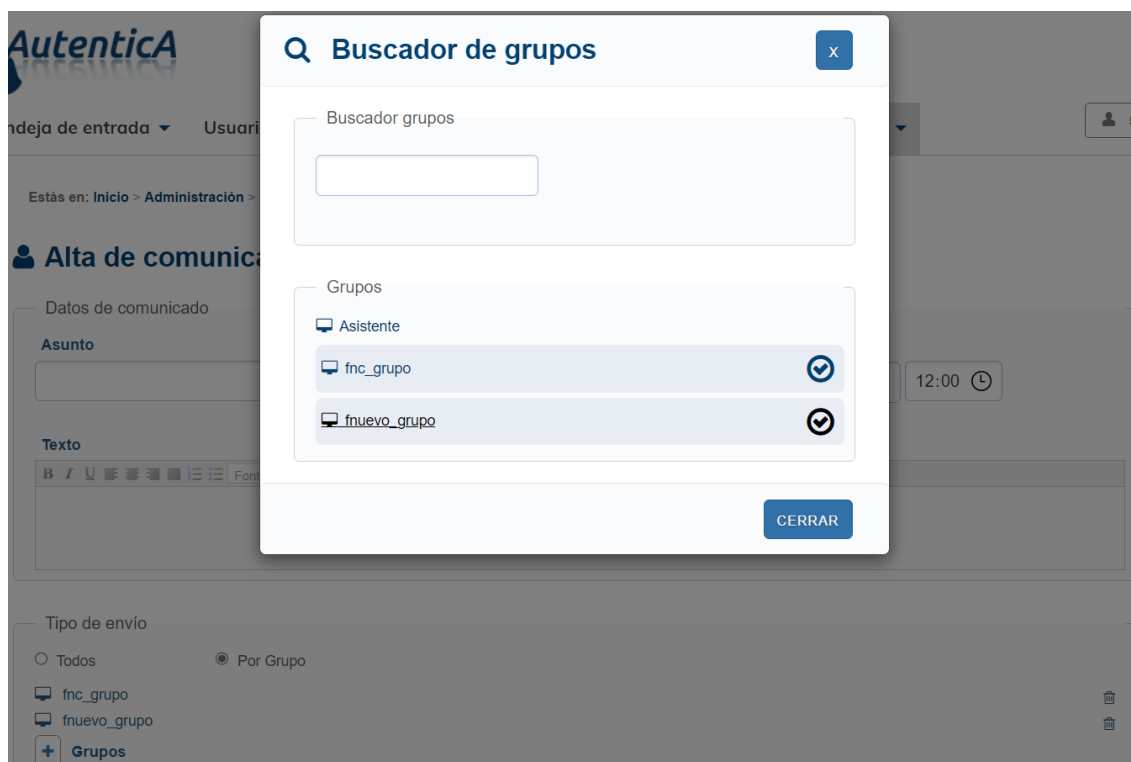 AutenticA
Buscador de grupos
x
ndeja de entrada
Usuari
Buscador grupos
Estás en: Inicio > Administración >
Alta de comunica
Grupos
Datos de comunicado
Asistente
Asunto
fnc_grupo
12:00
fnuevo_grupo
Texto
B I U Font
CERRAR
Tipo de envío
Todos
Por Grupo
fnc_grupo
fnuevo_grupo
+ Grupos